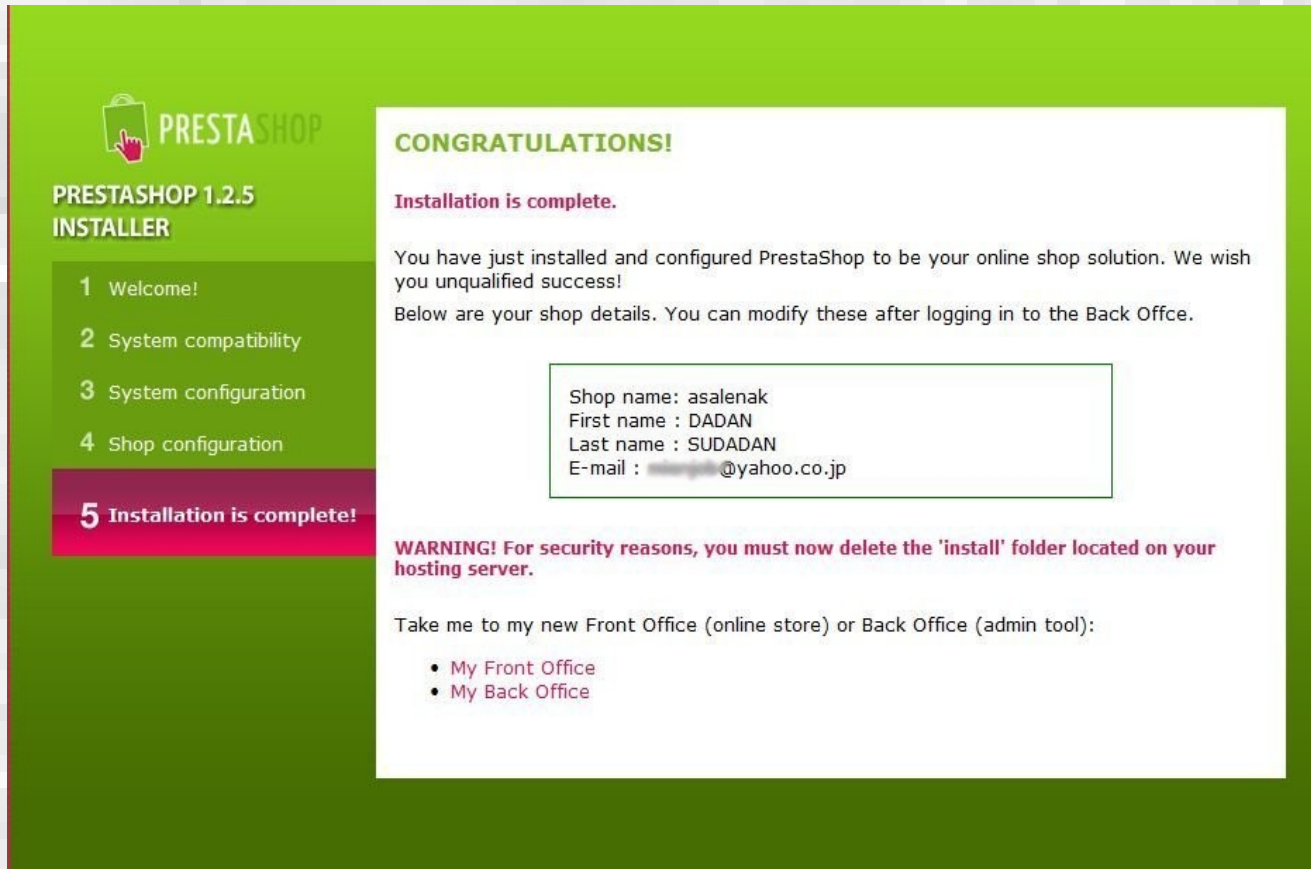 PRESTASHOP
PRESTASHOP 1.2.5
INSTALLER
1 Welcome!
2 System compatibility
3 System configuration
4 Shop configuration
5 Installation is complete!
CONGRATULATIONS!
Installation is complete.
You have just installed and configured PrestaShop to be your online shop solution. We wish
you unqualified success!
Below are your shop details. You can modify these after logging in to the Back Offce.
Shop name: asalenak
First name : DADAN
Last name : SUDADAN
E-mail : @yahoo.co.jp
WARNING! For security reasons, you must now delete the 'install' folder located on your
hosting server.
Take me to my new Front Office (online store) or Back Office (admin tool):
• My Front Office
• My Back Office